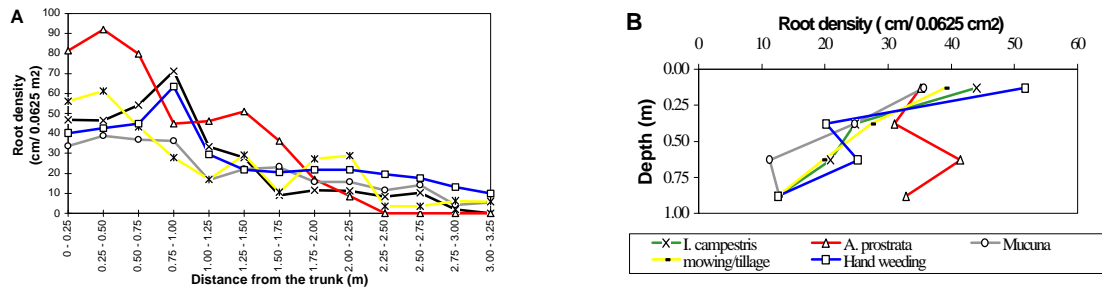 A
Root density
(cm/ 0.0625 m2)
100
90
80
70
60
50
40
30
20
10
0
0 - 0.25
0.25 - 0.50
0.50 - 0.75
0.75 - 1.00
1.00 - 1.25
1.25 - 1.50
1.50 - 1.75
1.75 - 2.00
2.00 - 2.25
2.25 - 2.50
2.50 - 2.75
2.75 - 3.00
3.00 - 3.25
Distance from the trunk (m)
B
Root density ( cm/ 0.0625 cm2)
0 10 20 30 40 50 60
Depth (m)
0.00
0.25
0.50
0.75
1.00
I. campestris A. prostrata Mucuna
mowing/tillage Hand weeding